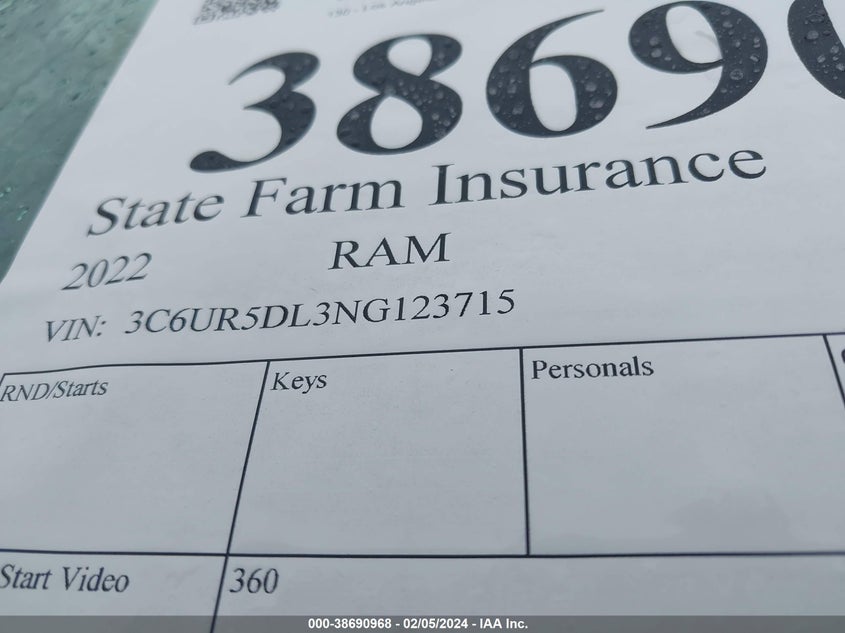 3869
State Farm Insurance
2022 RAM
VIN: 3C6UR5DL3NG123715
RND/Starts Keys Personals
Start Video 360
000-38690968 - 02/05/2024 - IAA Inc.